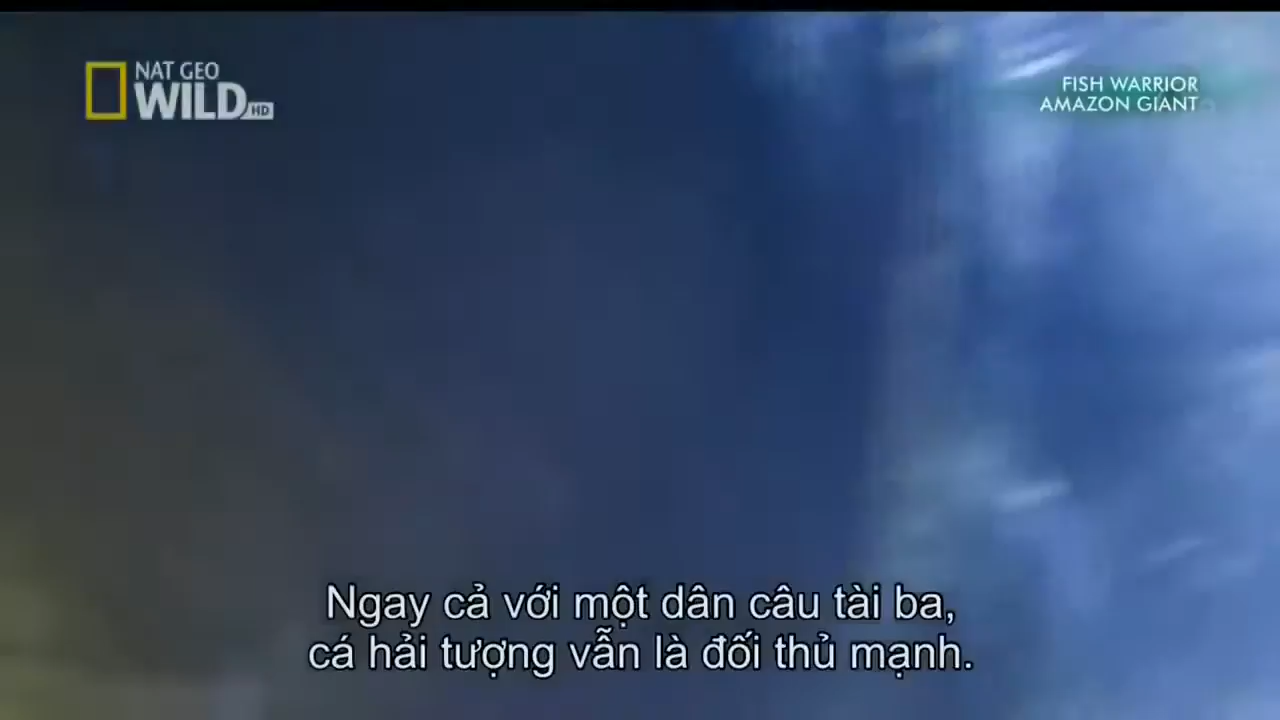 NAT GEO
WILD HD
FISH WARRIOR
AMAZON GIANT
Ngay cả với một dân câu tài ba,
cá hải tượng vẫn là đối thủ mạnh.